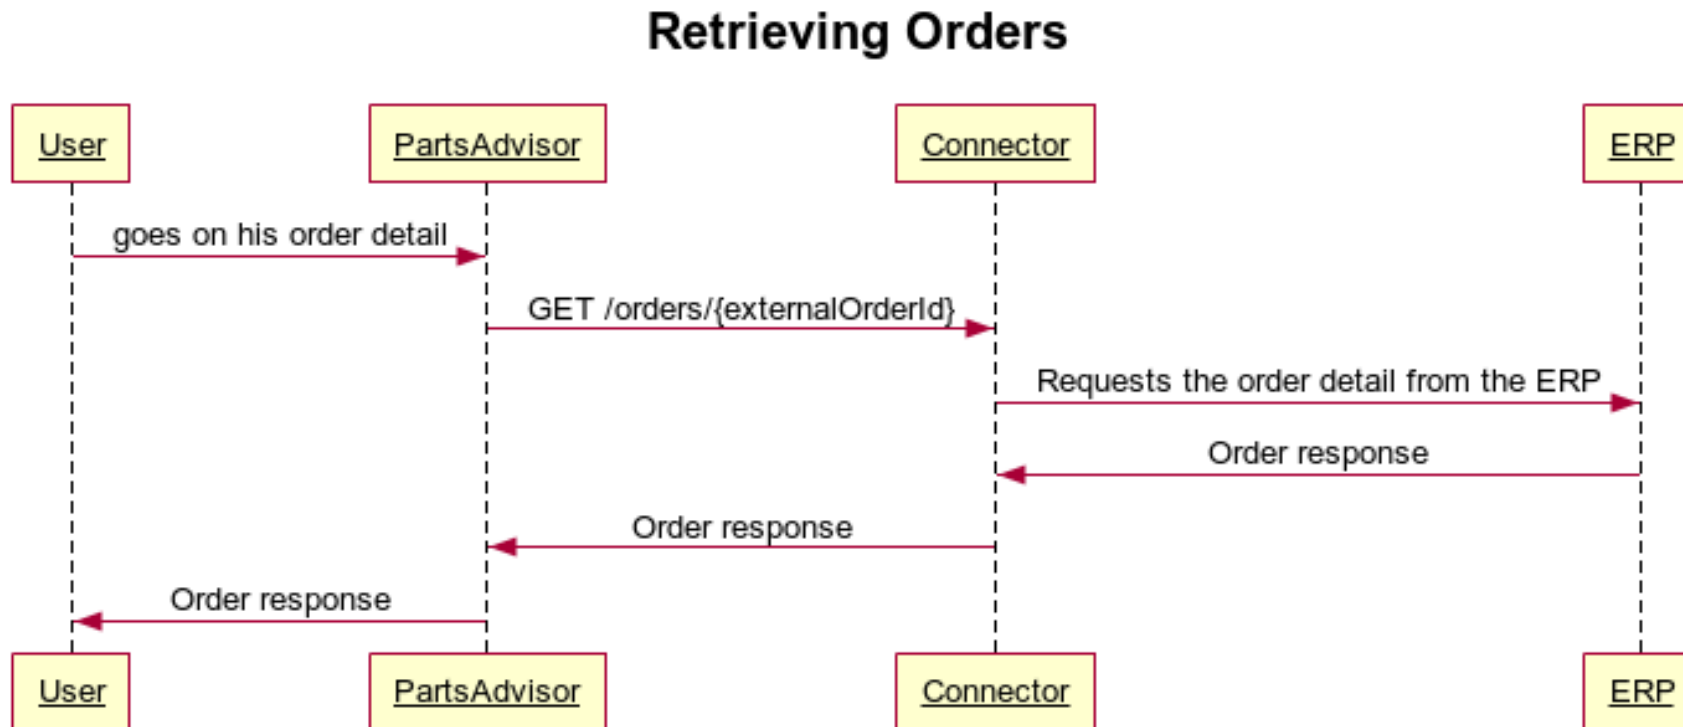 Retrieving Orders
User PartsAdvisor Connector ERP
goes on his order detail
GET /orders/{externalOrderId}
Requests the order detail from the ERP
Order response
Order response
Order response
User PartsAdvisor Connector ERP